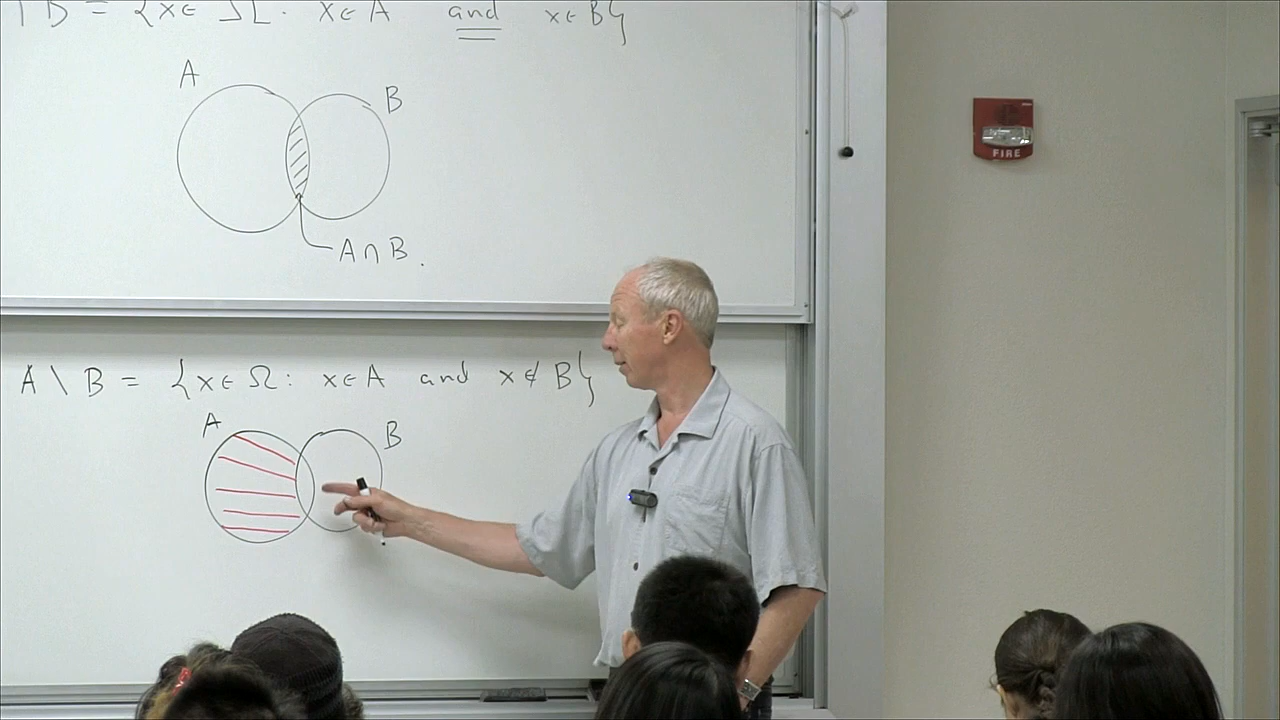 B = {x ∈ Ω : x ∈ A and x ∈ B}
A
B
A ∩ B .
A \ B = {x ∈ Ω : x ∈ A and x ∉ B}
A
B
FIRE